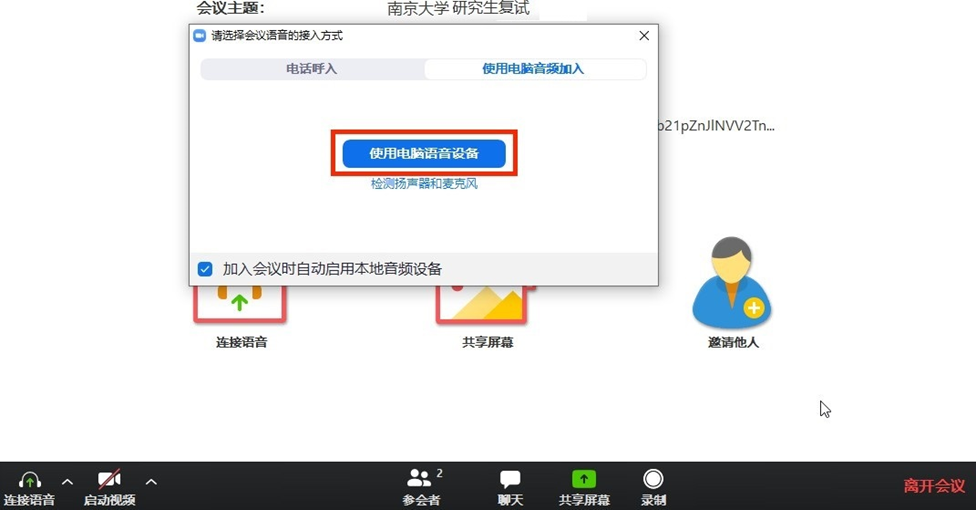 会议主题： 南京大学 研究生复试
请选择会议语音的接入方式
电话呼入 使用电脑音频加入
使用电脑语音设备
检测扬声器和麦克风
加入会议时自动启用本地音频设备
连接语音 共享屏幕 邀请他人
2
连接语音 启动视频 参会者 聊天 共享屏幕 录制 离开会议